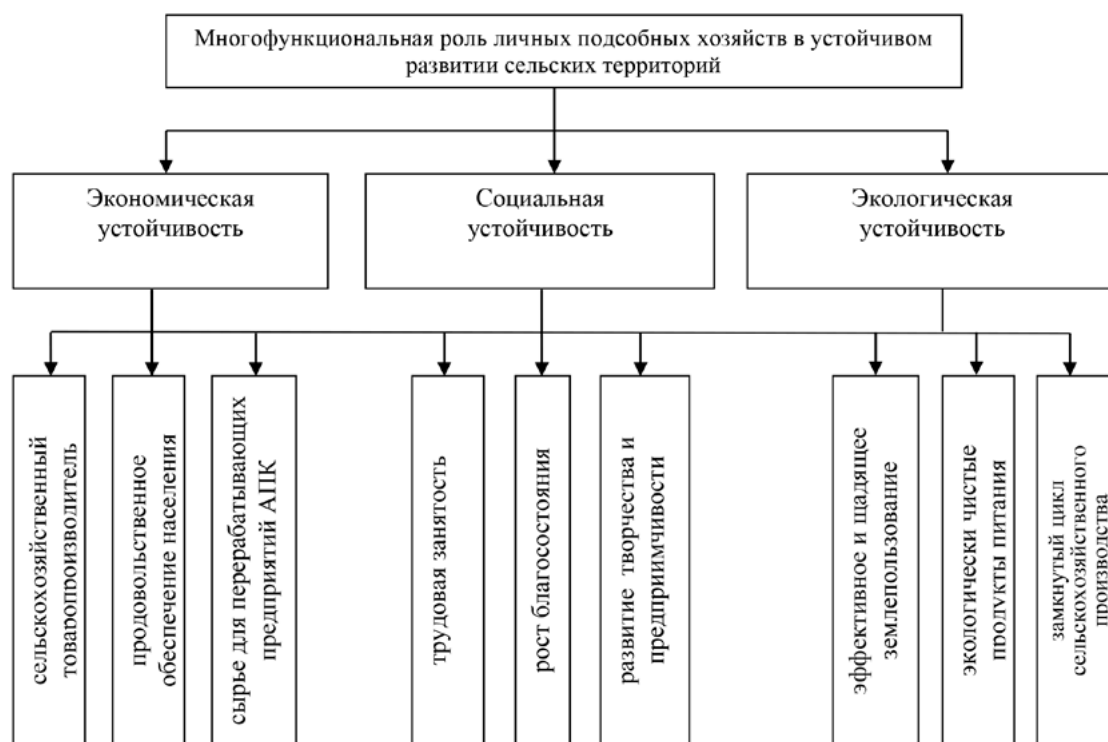 Многофункциональная роль личных подсобных хозяйств в устойчивом
развитии сельских территорий
Экономическая
устойчивость
Социальная
устойчивость
Экологическая
устойчивость
сельскохозяйственный
товаропроизводитель
продовольственное
обеспечение населения
сырье для перерабатывающих
предприятий АПК
трудовая занятость
рост благосостояния
развитие творчества и
предприимчивости
эффективное и щадящее
землепользование
экологически чистые
продукты питания
замкнутый цикл
сельскохозяйственного
производства